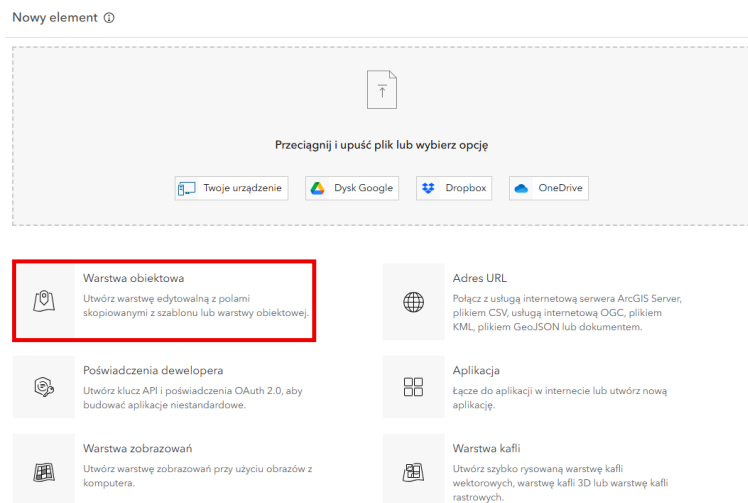 Nowy element
Przeciągnij i upuść plik lub wybierz opcję
Twoje urządzenie
Dysk Google
Dropbox
OneDrive
Warstwa obiektowa
Utwórz warstwę edytowalną z polami
skopiowanymi z szablonu lub warstwy obiektowej.
Adres URL
Połącz z usługą internetową serwera ArcGIS Server,
plikiem CSV, usługą internetową OGC, plikiem
KML, plikiem GeoJSON lub dokumentem.
Poświadczenia dewelopera
Utwórz klucz API i poświadczenia OAuth 2.0, aby
budować aplikacje niestandardowe.
Aplikacja
Łącze do aplikacji w internecie lub utwórz nową
aplikację.
Warstwa zobrazowań
Utwórz warstwę zobrazowań przy użyciu obrazów z
komputera.
Warstwa kafli
Utwórz szybko rysowaną warstwę kafli
wektorowych, warstwę kafli 3D lub warstwę kafli
rastrowych.